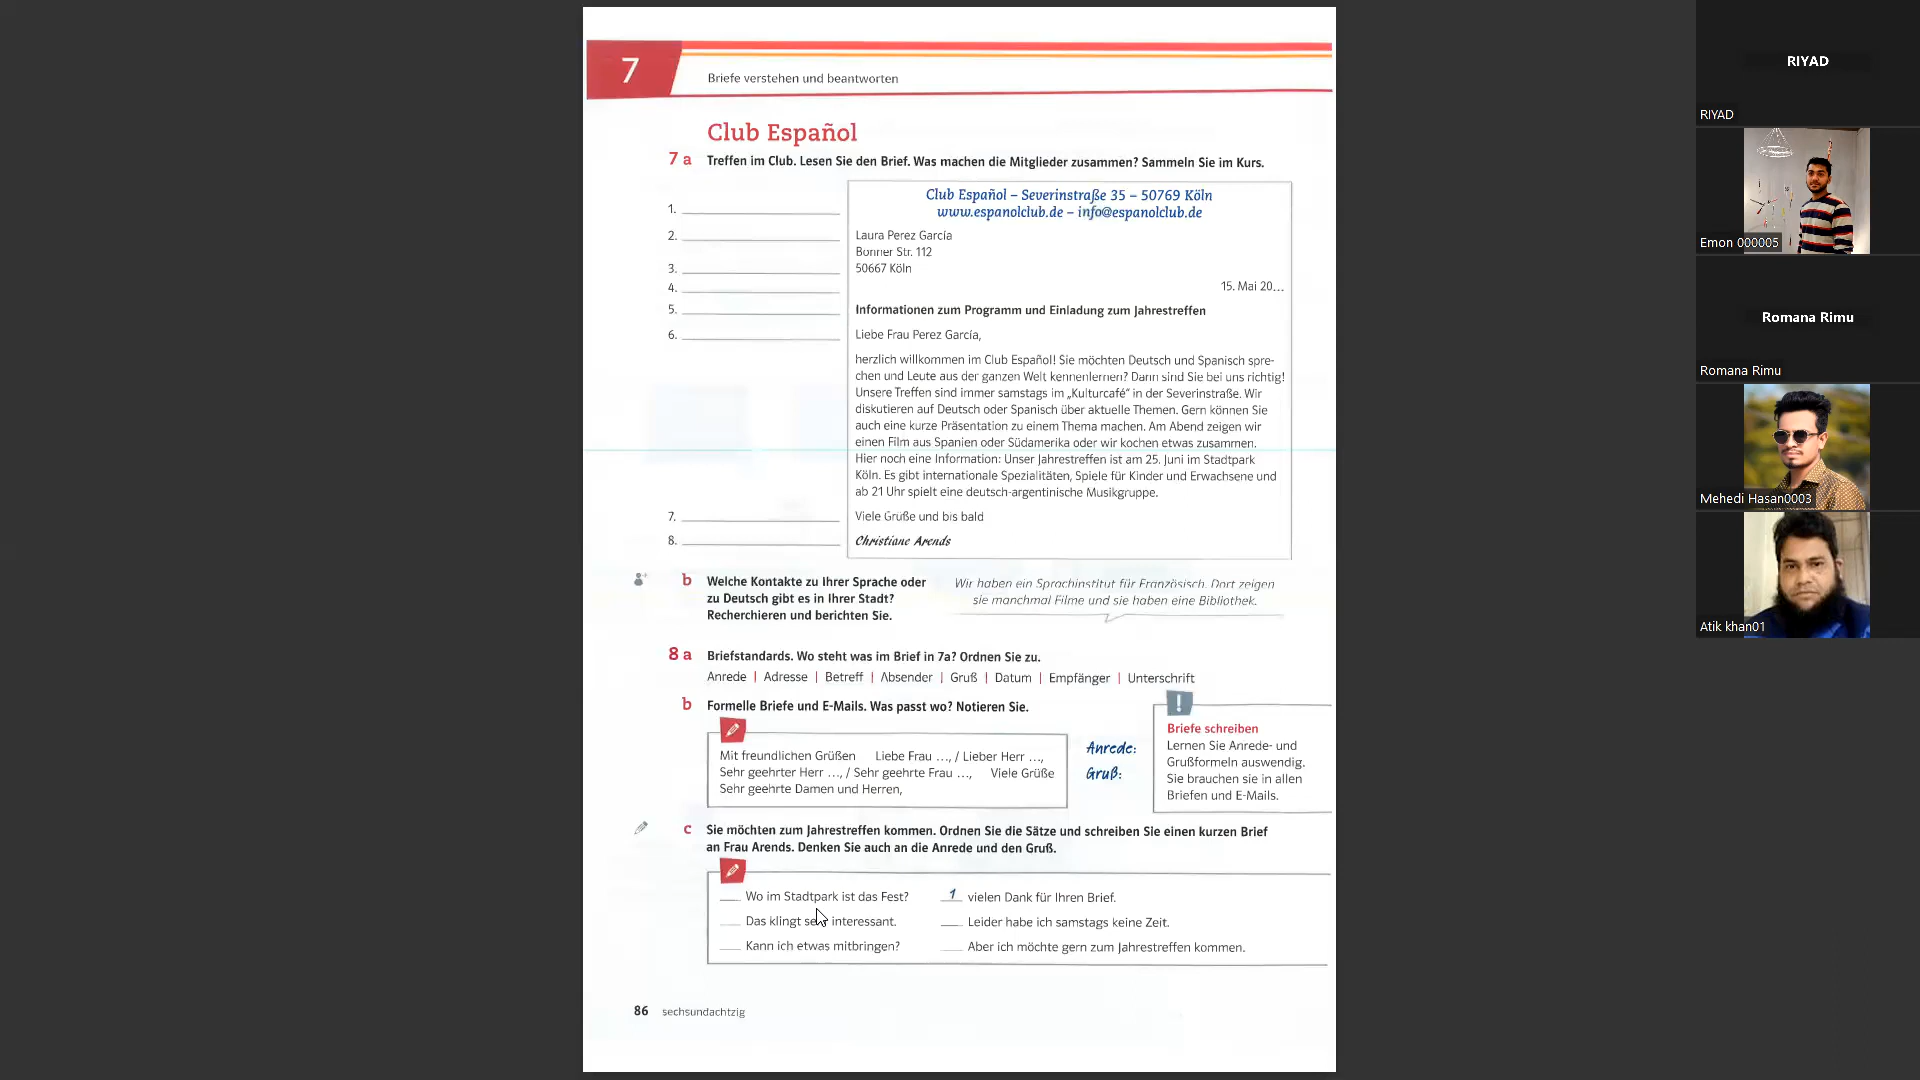 7
Briefe verstehen und beantworten
Club Español
7 a Treffen im Club. Lesen Sie den Brief. Was machen die Mitglieder zusammen? Sammeln Sie im Kurs.
Club Español – Severinstraße 35 – 50769 Köln
www.espanolclub.de – info@espanolclub.de
1.
2. Laura Perez García
Bonner Str. 112
3. 50667 Köln
4. 15. Mai 20...
5. Informationen zum Programm und Einladung zum Jahrestreffen
6. Liebe Frau Perez García,
herzlich willkommen im Club Español! Sie möchten Deutsch und Spanisch spre-
chen und Leute aus der ganzen Welt kennenlernen? Dann sind Sie bei uns richtig!
Unsere Treffen sind immer samstags im „Kulturcafé“ in der Severinstraße. Wir
diskutieren auf Deutsch oder Spanisch über aktuelle Themen. Gern können Sie
auch eine kurze Präsentation zu einem Thema machen. Am Abend zeigen wir
einen Film aus Spanien oder Südamerika oder wir kochen etwas zusammen.
Hier noch eine Information: Unser Jahrestreffen ist am 25. Juni im Stadtpark
Köln. Es gibt internationale Spezialitäten, Spiele für Kinder und Erwachsene und
ab 21 Uhr spielt eine deutsch-argentinische Musikgruppe.
7. Viele Grüße und bis bald
8. Christiane Arends
b Welche Kontakte zu Ihrer Sprache oder
zu Deutsch gibt es in Ihrer Stadt?
Recherchieren und berichten Sie.
Wir haben ein Sprachinstitut für Französisch. Dort zeigen
sie manchmal Filme und sie haben eine Bibliothek.
8 a Briefstandards. Wo steht was im Brief in 7a? Ordnen Sie zu.
Anrede | Adresse | Betreff | Absender | Gruß | Datum | Empfänger | Unterschrift
b Formelle Briefe und E-Mails. Was passt wo? Notieren Sie.
Mit freundlichen Grüßen Liebe Frau ..., / Lieber Herr ...,
Sehr geehrter Herr ..., / Sehr geehrte Frau ..., Viele Grüße
Sehr geehrte Damen und Herren,
Anrede:
Gruß:
!
Briefe schreiben
Lernen Sie Anrede- und
Grußformeln auswendig.
Sie brauchen sie in allen
Briefen und E-Mails.
c Sie möchten zum Jahrestreffen kommen. Ordnen Sie die Sätze und schreiben Sie einen kurzen Brief
an Frau Arends. Denken Sie auch an die Anrede und den Gruß.
Wo im Stadtpark ist das Fest? 1 vielen Dank für Ihren Brief.
Das klingt sehr interessant. Leider habe ich samstags keine Zeit.
Kann ich etwas mitbringen? Aber ich möchte gern zum Jahrestreffen kommen.
86 sechsundachtzig
RIYAD
RIYAD
Emon 000005
Romana Rimu
Romana Rimu
Mehedi Hasan0003
Atik khan01